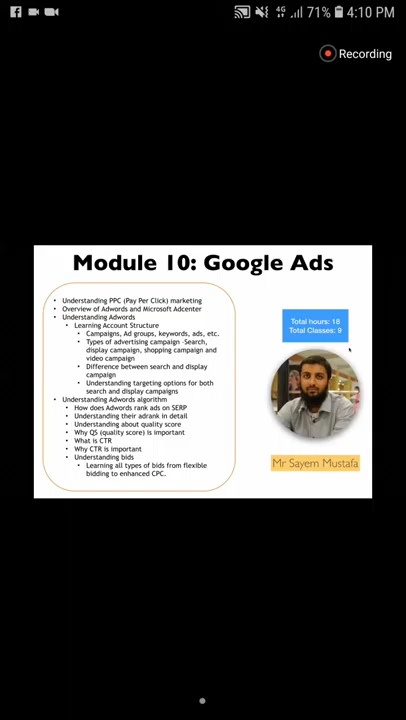 4G 71% 4:10 PM
Recording
Module 10: Google Ads
Understanding PPC (Pay Per Click) marketing
Overview of Adwords and Microsoft Adcenter
Understanding Adwords
Learning Account Structure
Campaigns, Ad groups, keywords, ads, etc.
Types of advertising campaign -Search,
display campaign, shopping campaign and
video campaign
Difference between search and display
campaign
Understanding targeting options for both
search and display campaigns
Understanding Adwords algorithm
How does Adwords rank ads on SERP
Understanding their adrank in detail
Understanding about quality score
Why QS (quality score) is important
What is CTR
Why CTR is important
Understanding bids
Learning all types of bids from flexible
bidding to enhanced CPC.
Total hours: 18
Total Classes: 9
Mr Sayem Mustafa